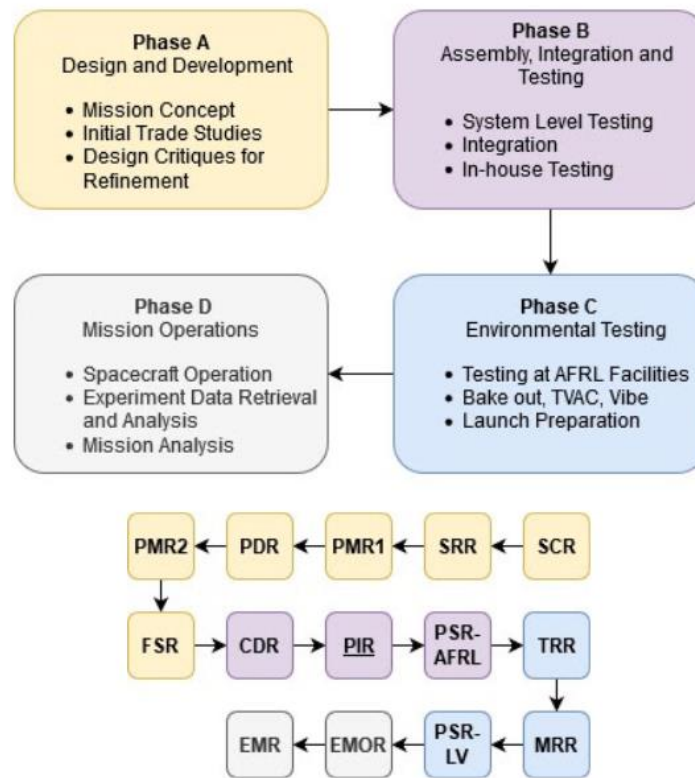 Phase A
Design and Development
• Mission Concept
• Initial Trade Studies
• Design Critiques for
Refinement
Phase B
Assembly, Integration and
Testing
• System Level Testing
• Integration
• In-house Testing
Phase D
Mission Operations
• Spacecraft Operation
• Experiment Data Retrieval
and Analysis
• Mission Analysis
Phase C
Environmental Testing
• Testing at AFRL Facilities
• Bake out, TVAC, Vibe
• Launch Preparation
PMR2
PDR
PMR1
SRR
SCR
FSR
CDR
PIR
PSR-
AFRL
TRR
EMR
EMOR
PSR-
LV
MRR